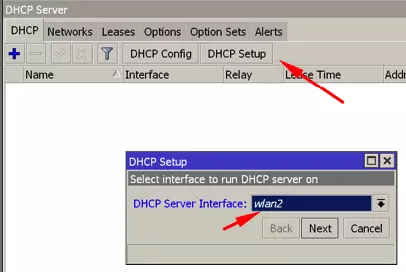 DHCP Server
DHCP Networks Leases Options Option Sets Alerts
DHCP Config DHCP Setup
Name Interface Relay Lease Time Addr
DHCP Setup
Select interface to run DHCP server on
DHCP Server Interface: wlan2
Back Next Cancel